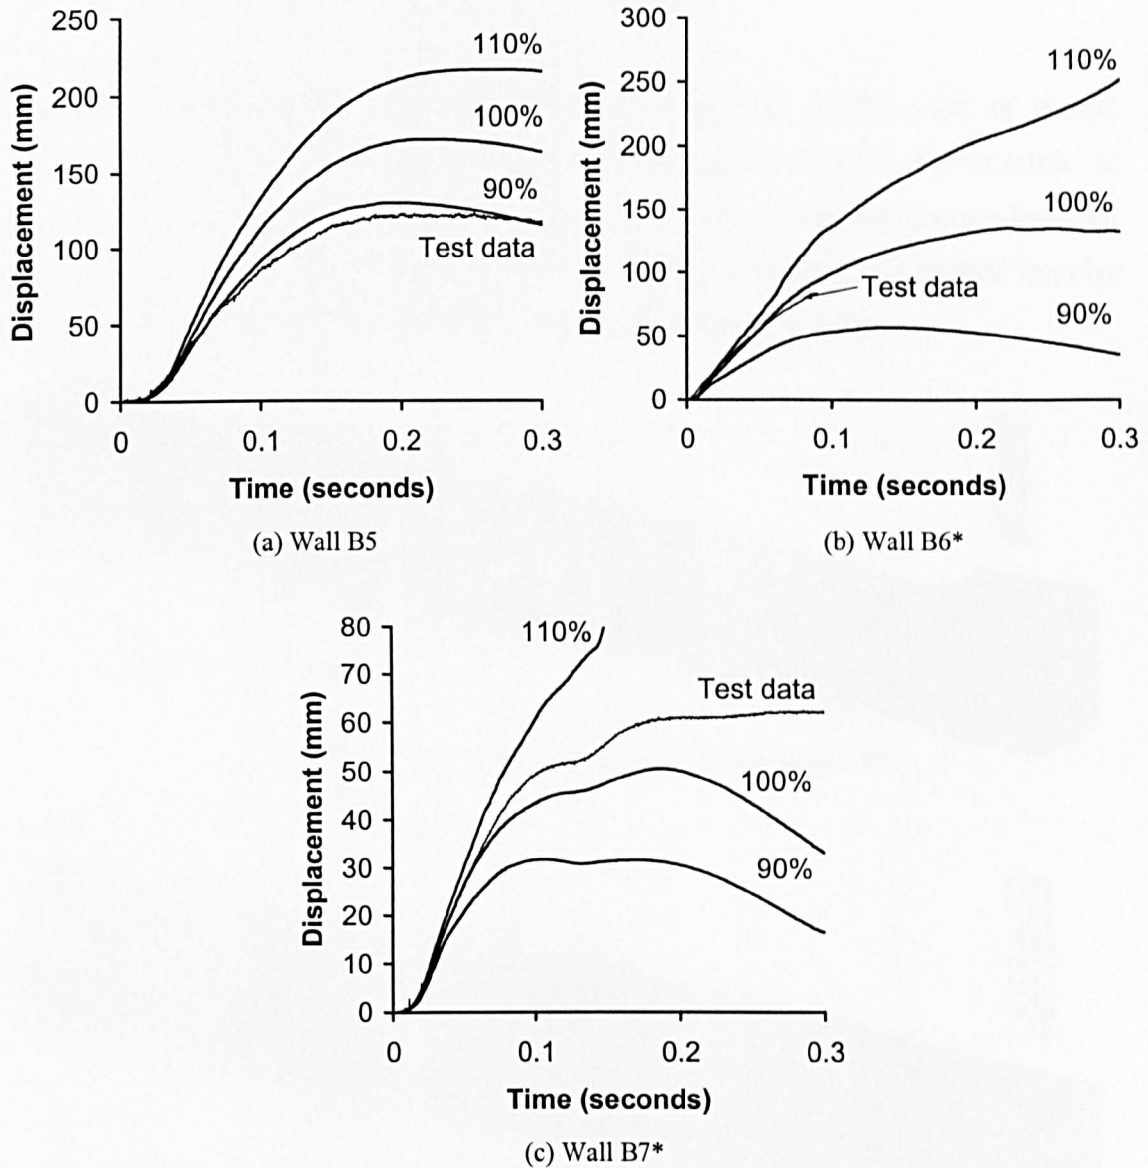 250
200
150
100
50
0
Displacement (mm)
110%
100%
90%
Test data
0 0.1 0.2 0.3
Time (seconds)
(a) Wall B5
300
250
200
150
100
50
0
Displacement (mm)
110%
100%
Test data
90%
0 0.1 0.2 0.3
Time (seconds)
(b) Wall B6*
80
70
60
50
40
30
20
10
0
Displacement (mm)
110%
Test data
100%
90%
0 0.1 0.2 0.3
Time (seconds)
(c) Wall B7*